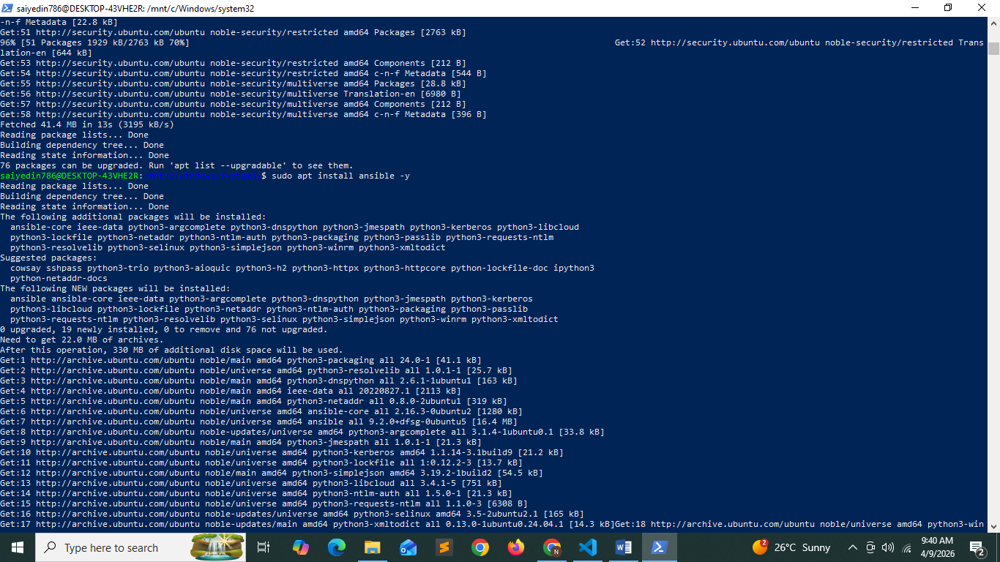 saiyedin786@DESKTOP-43VHE2R: /mnt/c/Windows/system32
-n-f Metadata [22.8 kB]
Get:51 http://security.ubuntu.com/ubuntu noble-security/restricted amd64 Packages [2763 kB]
96% [51 Packages 1929 kB/2763 kB 70%] Get:52 http://security.ubuntu.com/ubuntu noble-security/restricted Trans
lation-en [644 kB]
Get:53 http://security.ubuntu.com/ubuntu noble-security/restricted amd64 Components [212 B]
Get:54 http://security.ubuntu.com/ubuntu noble-security/restricted amd64 c-n-f Metadata [544 B]
Get:55 http://security.ubuntu.com/ubuntu noble-security/multiverse amd64 Packages [28.8 kB]
Get:56 http://security.ubuntu.com/ubuntu noble-security/multiverse Translation-en [6980 B]
Get:57 http://security.ubuntu.com/ubuntu noble-security/multiverse amd64 Components [212 B]
Get:58 http://security.ubuntu.com/ubuntu noble-security/multiverse amd64 c-n-f Metadata [396 B]
Fetched 41.4 MB in 13s (3195 kB/s)
Reading package lists... Done
Building dependency tree... Done
Reading state information... Done
76 packages can be upgraded. Run 'apt list --upgradable' to see them.
saiyedin786@DESKTOP-43VHE2R:/mnt/c/Windows/system32$ sudo apt install ansible -y
Reading package lists... Done
Building dependency tree... Done
Reading state information... Done
The following additional packages will be installed:
  ansible-core ieee-data python3-argcomplete python3-dnspython python3-jmespath python3-kerberos python3-libcloud
  python3-lockfile python3-netaddr python3-ntlm-auth python3-packaging python3-passlib python3-requests-ntlm
  python3-resolvelib python3-selinux python3-simplejson python3-winrm python3-xmltodict
Suggested packages:
  cowsay sshpass python3-trio python3-aioquic python3-h2 python3-httpx python3-httpcore python-lockfile-doc ipython3
  python-netaddr-docs
The following NEW packages will be installed:
  ansible ansible-core ieee-data python3-argcomplete python3-dnspython python3-jmespath python3-kerberos
  python3-libcloud python3-lockfile python3-netaddr python3-ntlm-auth python3-packaging python3-passlib
  python3-requests-ntlm python3-resolvelib python3-selinux python3-simplejson python3-winrm python3-xmltodict
0 upgraded, 19 newly installed, 0 to remove and 76 not upgraded.
Need to get 22.0 MB of archives.
After this operation, 330 MB of additional disk space will be used.
Get:1 http://archive.ubuntu.com/ubuntu noble/main amd64 python3-packaging all 24.0-1 [41.1 kB]
Get:2 http://archive.ubuntu.com/ubuntu noble/universe amd64 python3-resolvelib all 1.0.1-1 [25.7 kB]
Get:3 http://archive.ubuntu.com/ubuntu noble/main amd64 python3-dnspython all 2.6.1-1ubuntu1 [163 kB]
Get:4 http://archive.ubuntu.com/ubuntu noble/main amd64 ieee-data all 20220827.1 [2113 kB]
Get:5 http://archive.ubuntu.com/ubuntu noble/main amd64 python3-netaddr all 0.8.0-2ubuntu1 [319 kB]
Get:6 http://archive.ubuntu.com/ubuntu noble/universe amd64 ansible-core all 2.16.3-0ubuntu2 [1280 kB]
Get:7 http://archive.ubuntu.com/ubuntu noble/universe amd64 ansible all 9.2.0+dfsg-0ubuntu5 [16.4 MB]
Get:8 http://archive.ubuntu.com/ubuntu noble-updates/universe amd64 python3-argcomplete all 3.1.4-1ubuntu0.1 [33.8 kB]
Get:9 http://archive.ubuntu.com/ubuntu noble/main amd64 python3-jmespath all 1.0.1-1 [21.3 kB]
Get:10 http://archive.ubuntu.com/ubuntu noble/universe amd64 python3-kerberos amd64 1.1.14-3.1build9 [21.2 kB]
Get:11 http://archive.ubuntu.com/ubuntu noble/universe amd64 python3-lockfile all 1:0.12.2-3 [13.7 kB]
Get:12 http://archive.ubuntu.com/ubuntu noble/main amd64 python3-simplejson amd64 3.19.2-1build2 [54.5 kB]
Get:13 http://archive.ubuntu.com/ubuntu noble/universe amd64 python3-libcloud all 3.4.1-5 [751 kB]
Get:14 http://archive.ubuntu.com/ubuntu noble/universe amd64 python3-ntlm-auth all 1.5.0-1 [21.3 kB]
Get:15 http://archive.ubuntu.com/ubuntu noble/universe amd64 python3-requests-ntlm all 1.1.0-3 [6308 B]
Get:16 http://archive.ubuntu.com/ubuntu noble-updates/universe amd64 python3-selinux amd64 3.5-2ubuntu2.1 [165 kB]
Get:17 http://archive.ubuntu.com/ubuntu noble-updates/main amd64 python3-xmltodict all 0.13.0-1ubuntu0.24.04.1 [14.3 kB]Get:18 http://archive.ubuntu.com/ubuntu noble/universe amd64 python3-win
Type here to search
2
26°C Sunny
9:40 AM
4/9/2026
2